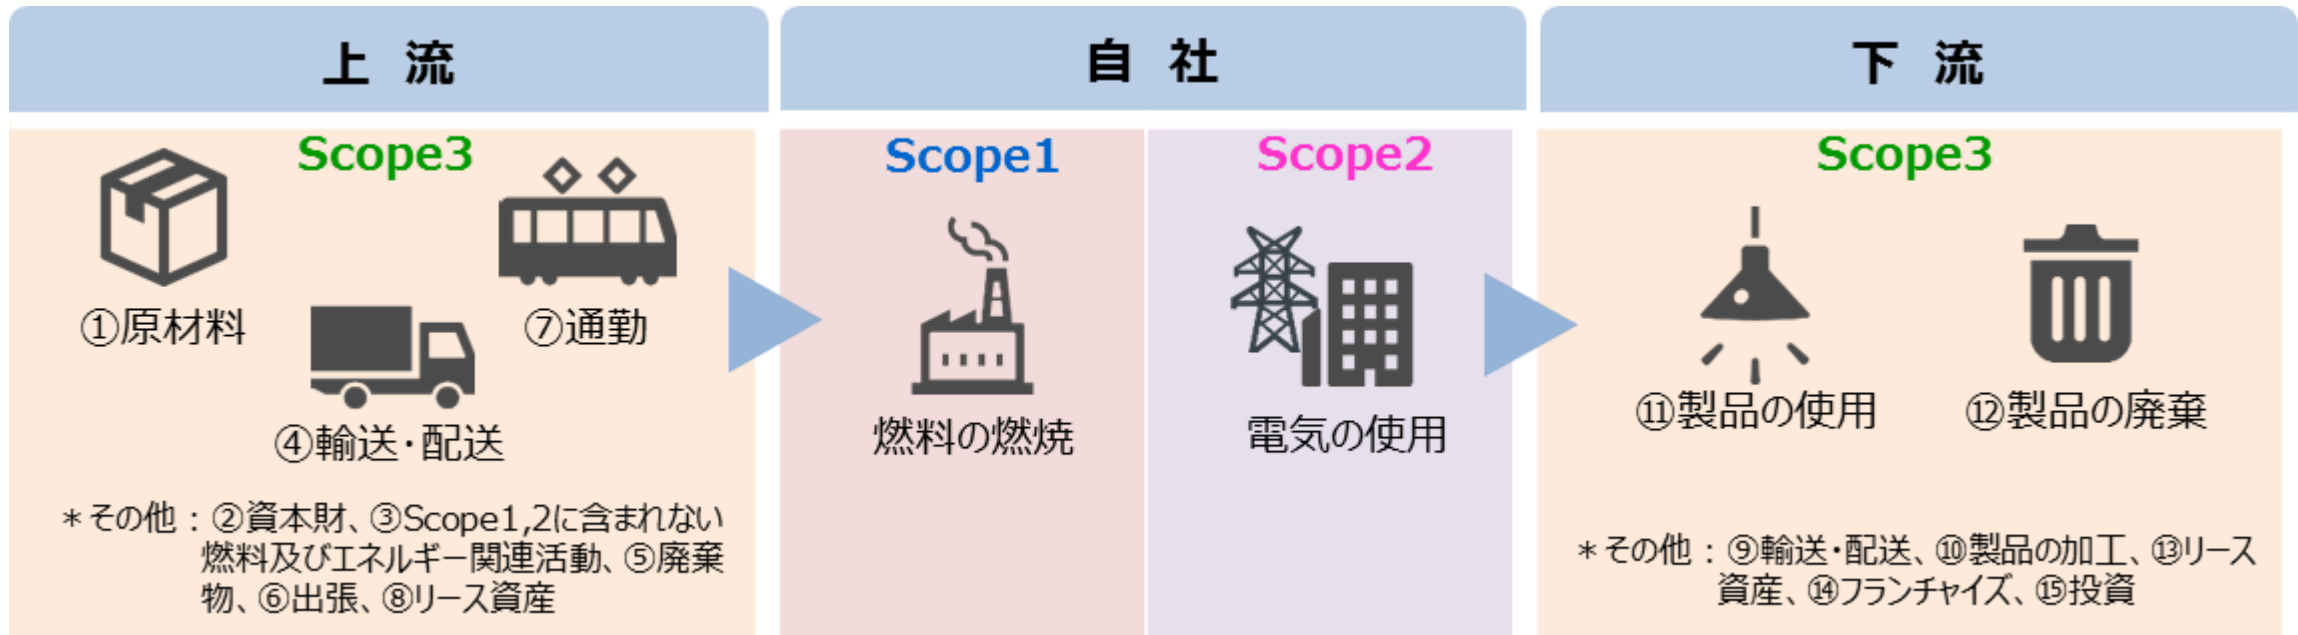 上 流
Scope3
①原材料
⑦通勤
④輸送・配送
＊その他：②資本財、③Scope1,2に含まれない
燃料及びエネルギー関連活動、⑤廃棄
物、⑥出張、⑧リース資産
自 社
Scope1
燃料の燃焼
Scope2
電気の使用
下 流
Scope3
⑪製品の使用
⑫製品の廃棄
＊その他：⑨輸送・配送、⑩製品の加工、⑬リース
資産、⑭フランチャイズ、⑮投資